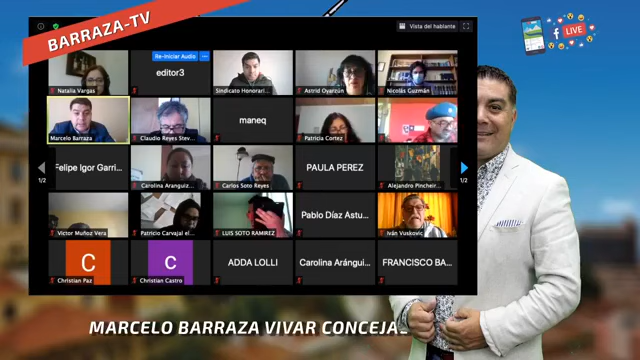 BARRAZA-TV
Vista del hablante
f LIVE
Re-iniciar Audio
Natalia Vargas
editor3
Sindicato Honorari...
Astrid Oyarzún
Nicolás Guzmán
Marcelo Barraza
Claudio Reyes Stev...
maneq
Patricia Cortez
Felipe Igor Garri...
Carolina Aranguiz...
Carlos Soto Reyes
PAULA PEREZ
Alejandro Pincheir...
1/2
1/2
Victor Muñoz Vera
Patricio Carvajal el...
LUIS SOTO RAMIREZ
Pablo Díaz Astu...
Iván Vuskovic
C
Christian Paz
C
Christian Castro
ADDA LOLLI
Carolina Arángui...
FRANCISCO BA...
MARCELO BARRAZA VIVAR CONCEJA